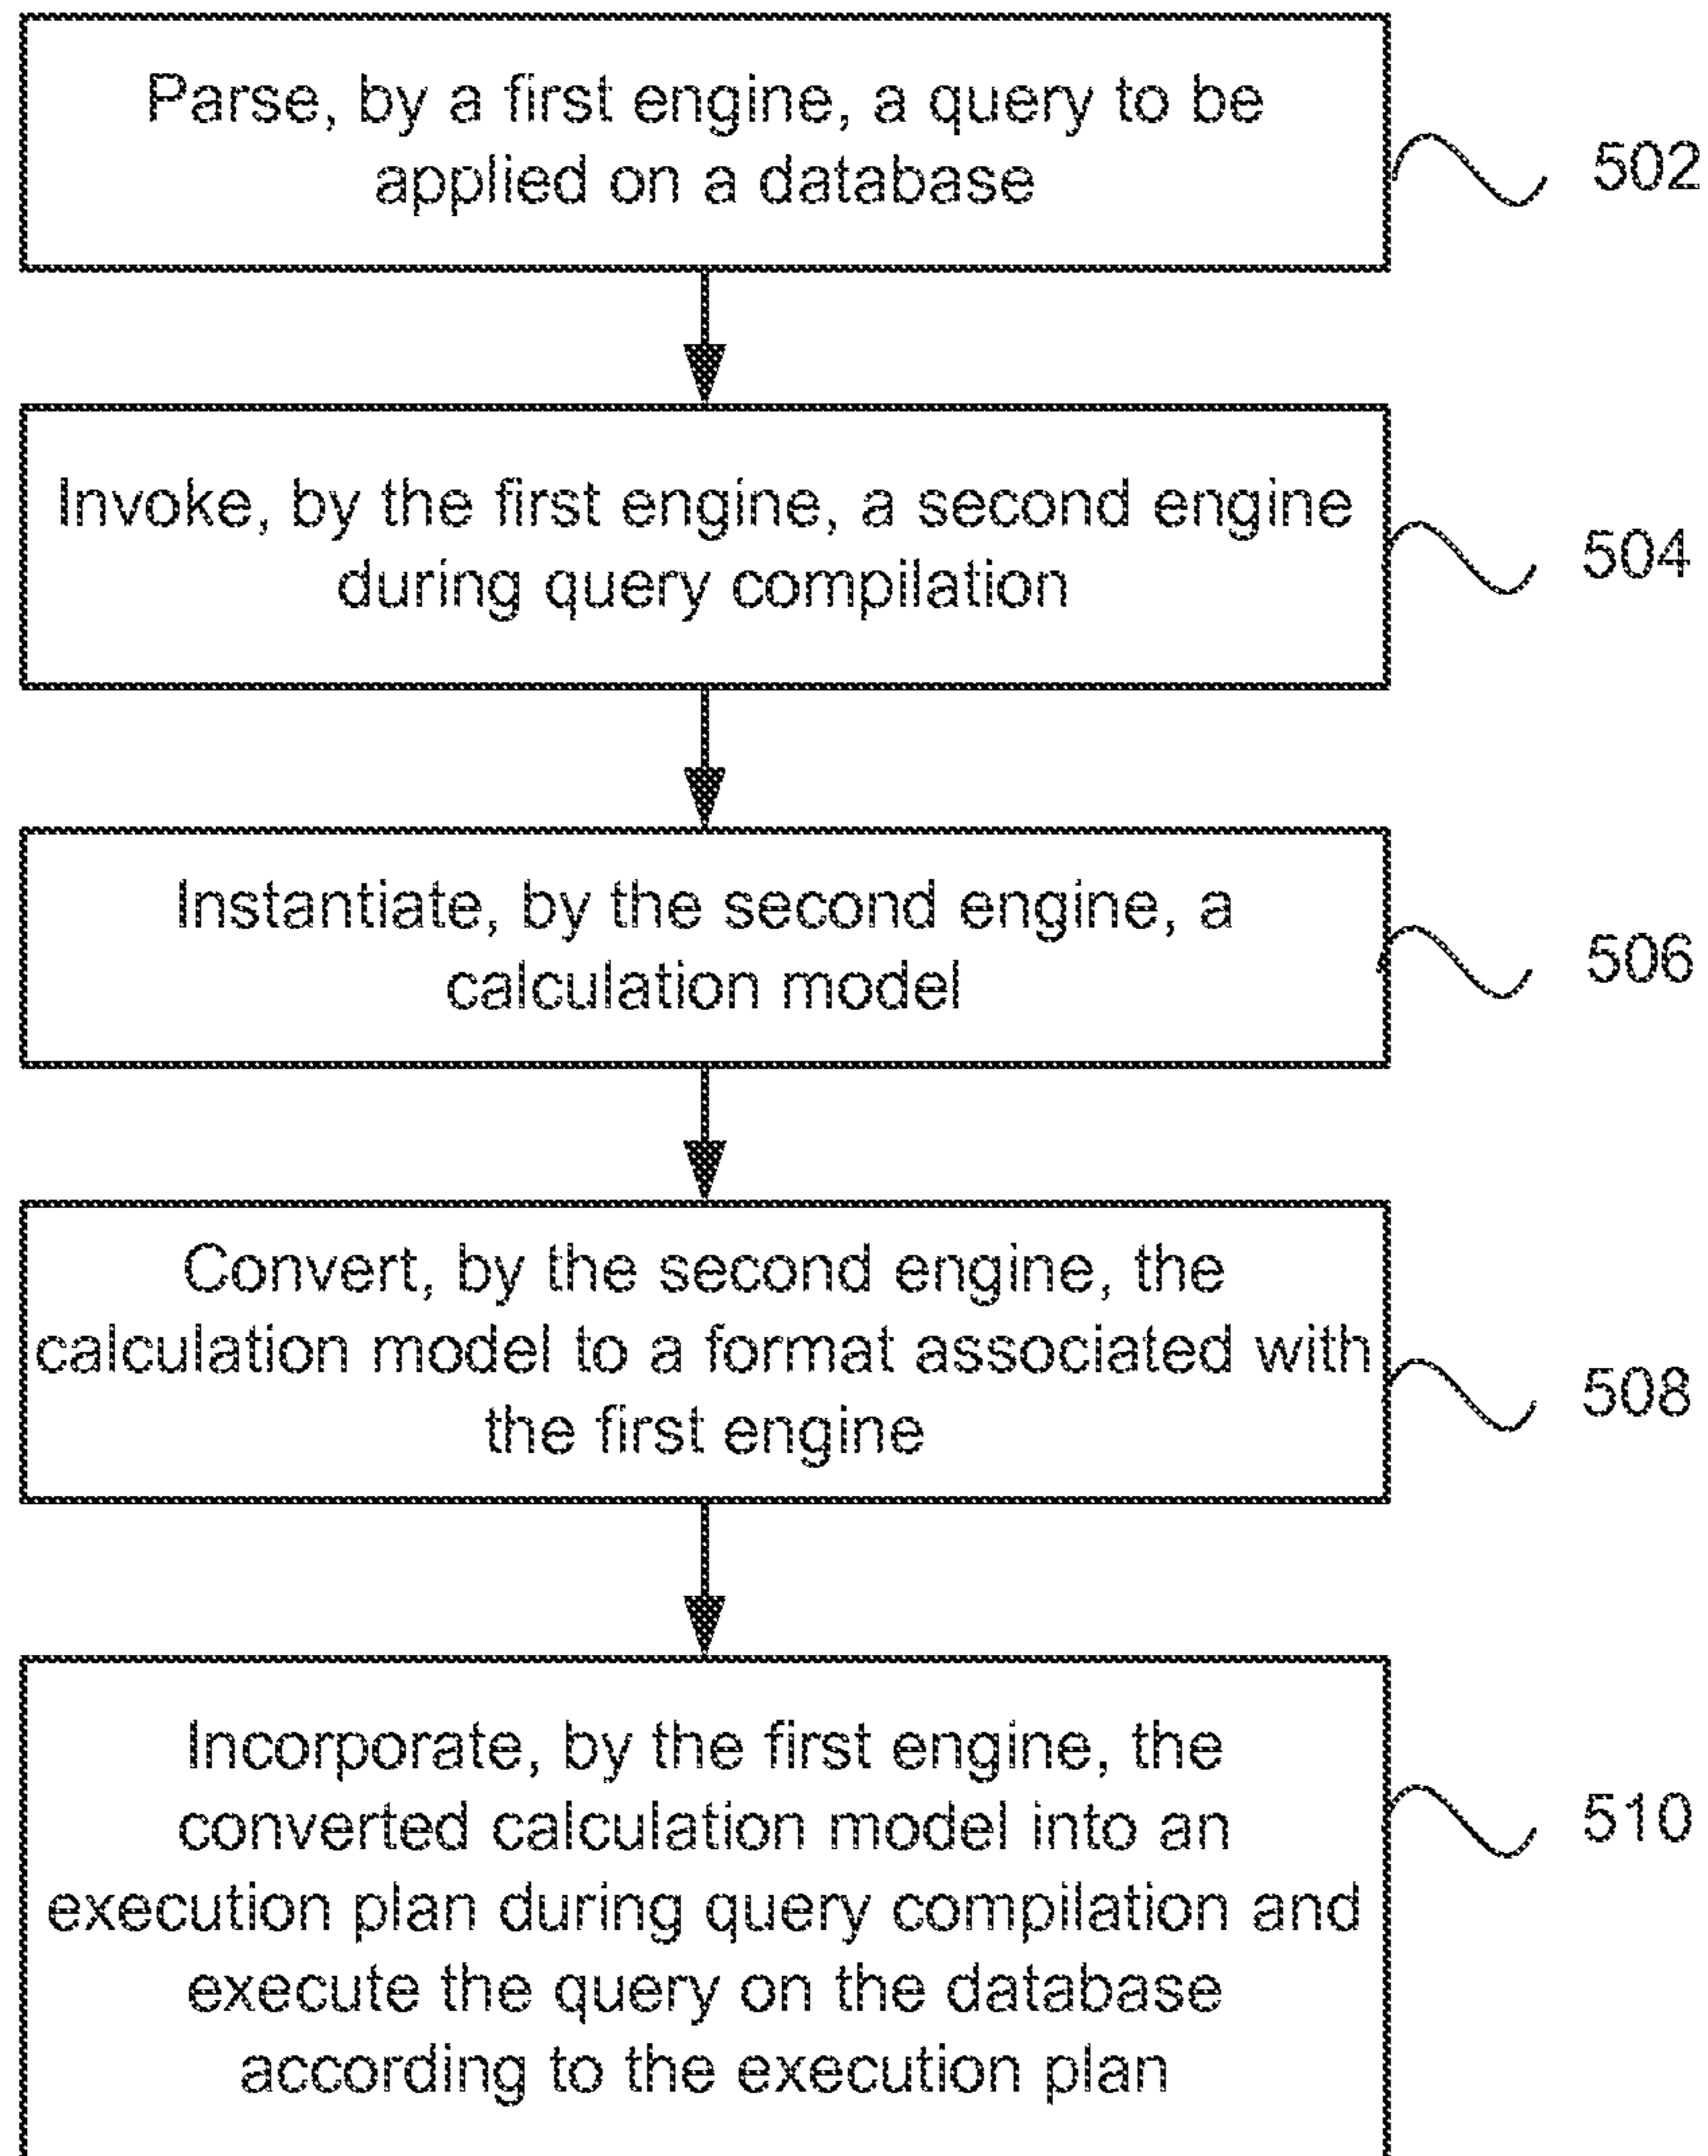 Parse, by a first engine, a query to be
applied on a database
502
Invoke, by the first engine, a second engine
during query compilation
504
Instantiate, by the second engine, a
calculation model
506
Convert, by the second engine, the
calculation model to a format associated with
the first engine
508
Incorporate, by the first engine, the
converted calculation model into an
execution plan during query compilation and
execute the query on the database
according to the execution plan
510